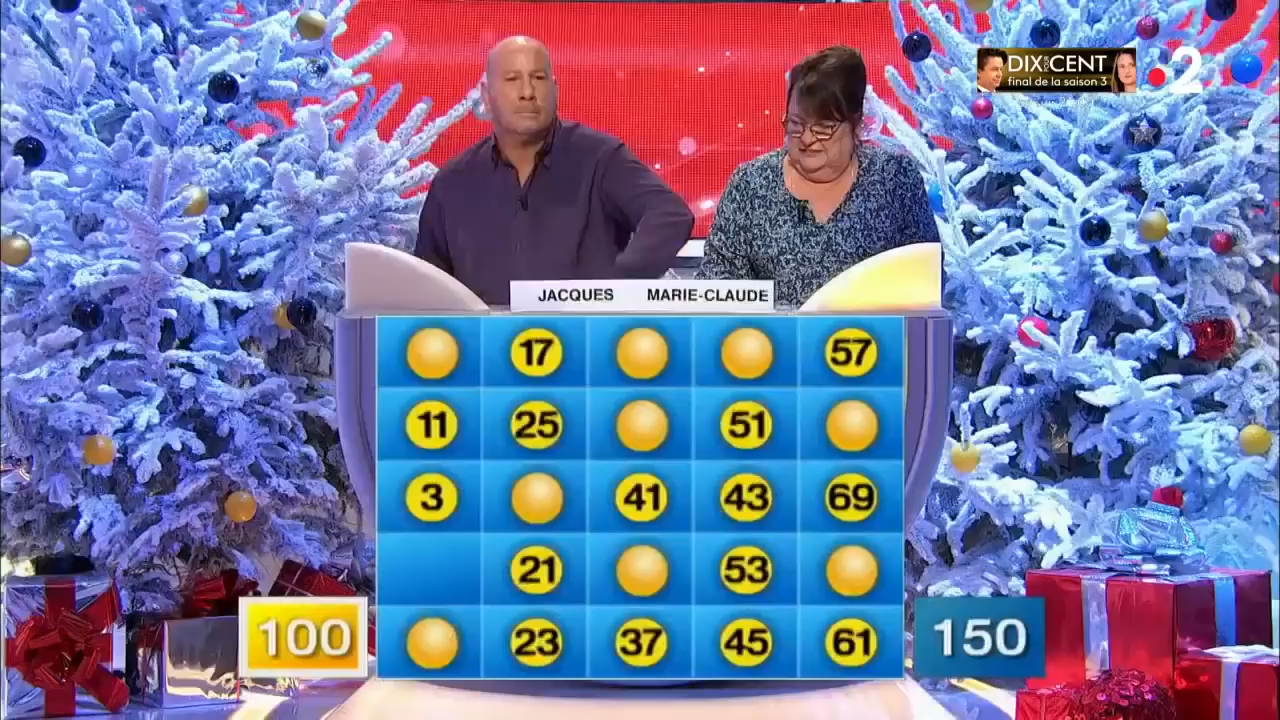 DIX POUR CENT
final de la saison 3
2
JACQUES MARIE-CLAUDE
17 57
11 25 51
3 41 43 69
21 53
23 37 45 61
100
150